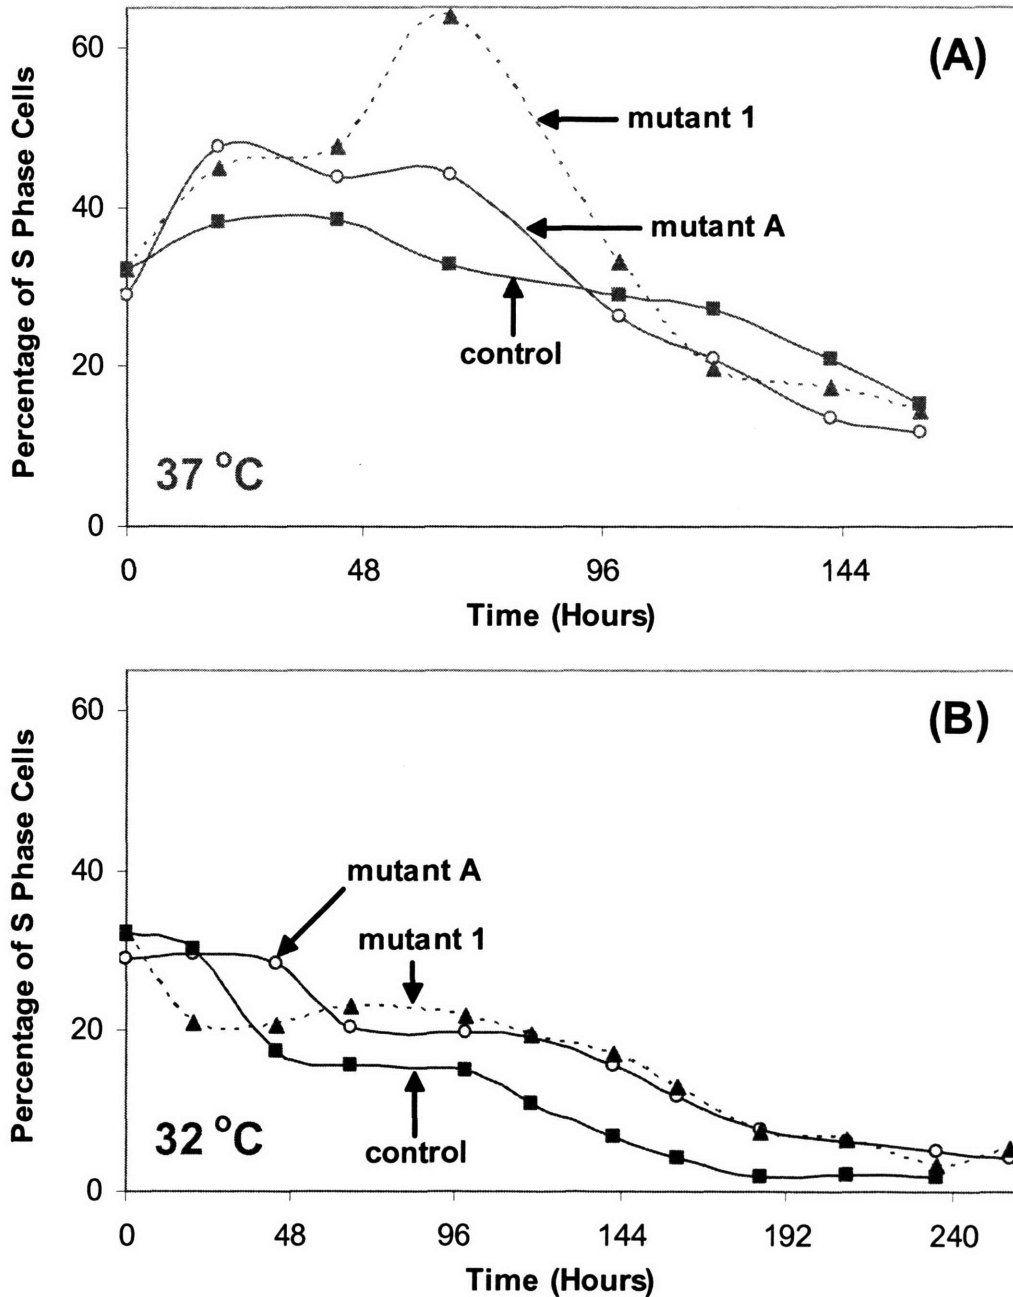 (A)
60
mutant 1
40
mutant A
control
20
37 °C
0
0 48 96 144
Time (Hours)
Percentage of S Phase Cells
(B)
60
40
mutant A
mutant 1
20
32 °C
control
0
0 48 96 144 192 240
Time (Hours)
Percentage of S Phase Cells